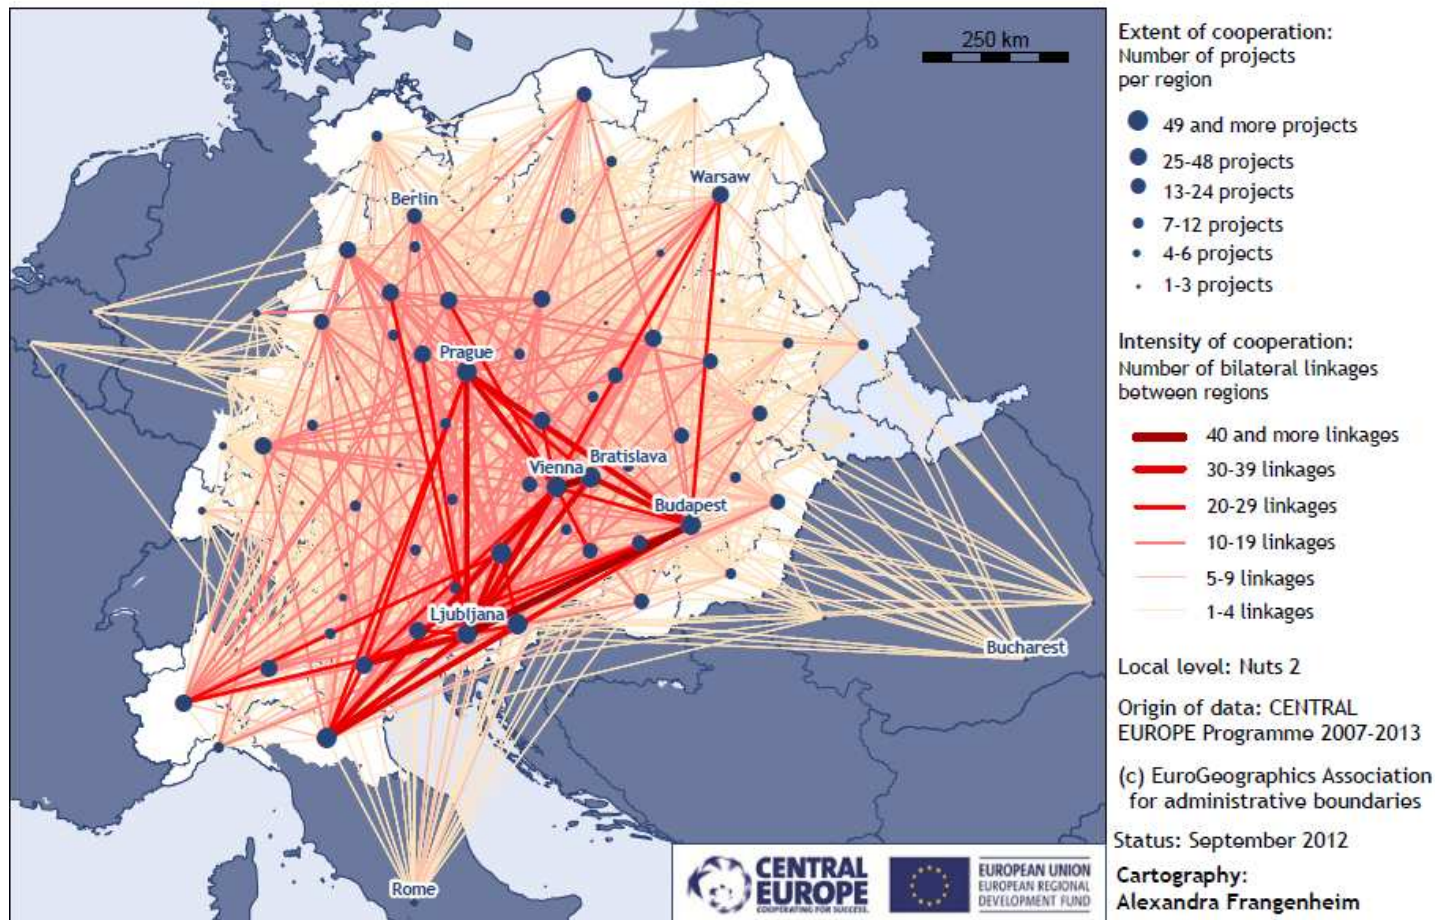 250 km
Warsaw
Berlin
Prague
Bratislava
Vienna
Budapest
Ljubljana
Bucharest
Rome
CENTRAL
EUROPE
COOPERATING FOR SUCCESS.
EUROPEAN UNION
EUROPEAN REGIONAL
DEVELOPMENT FUND
Extent of cooperation:
Number of projects
per region
49 and more projects
25-48 projects
13-24 projects
7-12 projects
4-6 projects
1-3 projects
Intensity of cooperation:
Number of bilateral linkages
between regions
40 and more linkages
30-39 linkages
20-29 linkages
10-19 linkages
5-9 linkages
1-4 linkages
Local level: Nuts 2
Origin of data: CENTRAL
EUROPE Programme 2007-2013
(c) EuroGeographics Association
for administrative boundaries
Status: September 2012
Cartography:
Alexandra Frangenheim